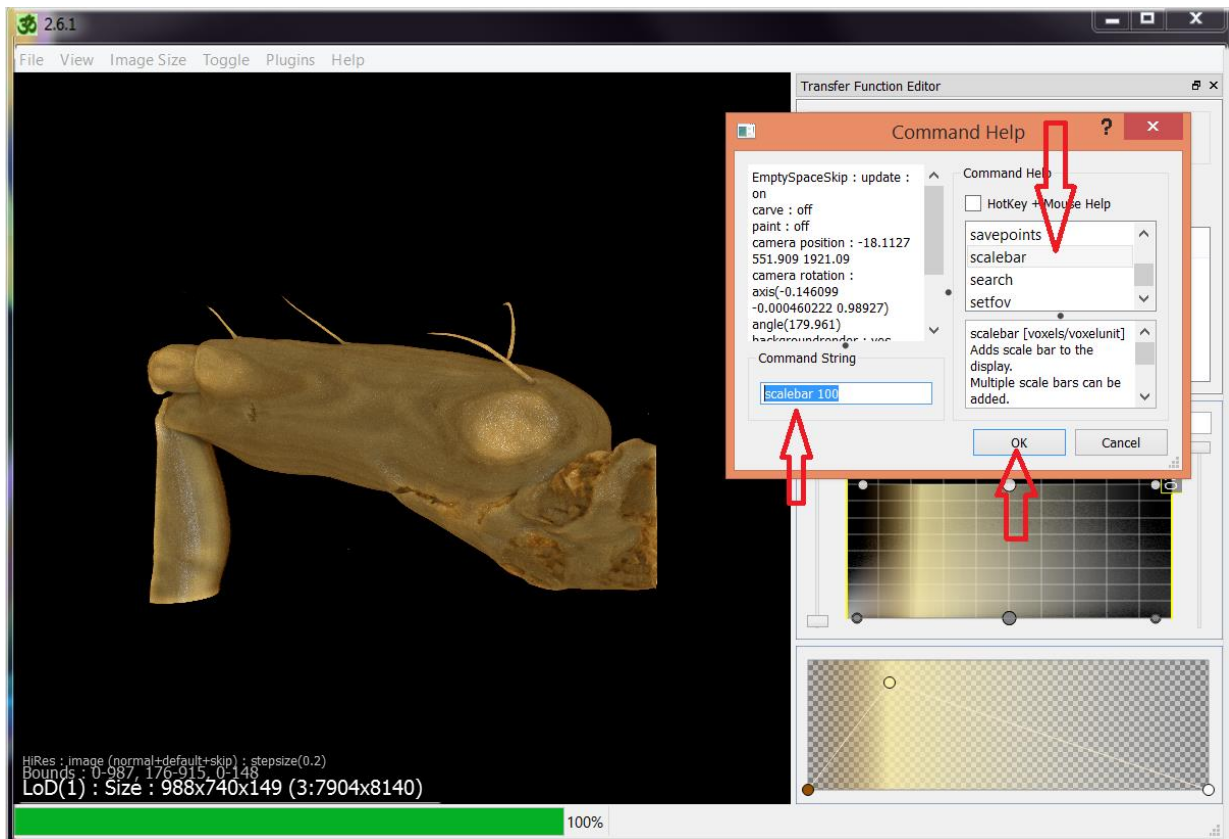 2.6.1
File View Image Size Toggle Plugins Help
Transfer Function Editor
Command Help
?
EmptySpaceSkip : update :
on
carve : off
paint : off
camera position : -18.1127
551.909 1921.09
camera rotation :
axis(-0.146099
-0.000460222 0.98927)
angle(179.961)
backgroundrender : yes
Command String
scalebar 100
Command Help
HotKey + Mouse Help
savepoints
scalebar
search
setfov
scalebar [voxels/voxelunit]
Adds scale bar to the
display.
Multiple scale bars can be
added.
OK Cancel
HiRes : image (normal+default+skip) : stepsize(0.2)
Bounds : 0-987, 176-915, 0-148
LoD(1) : Size : 988x740x149 (3:7904x8140)
100%